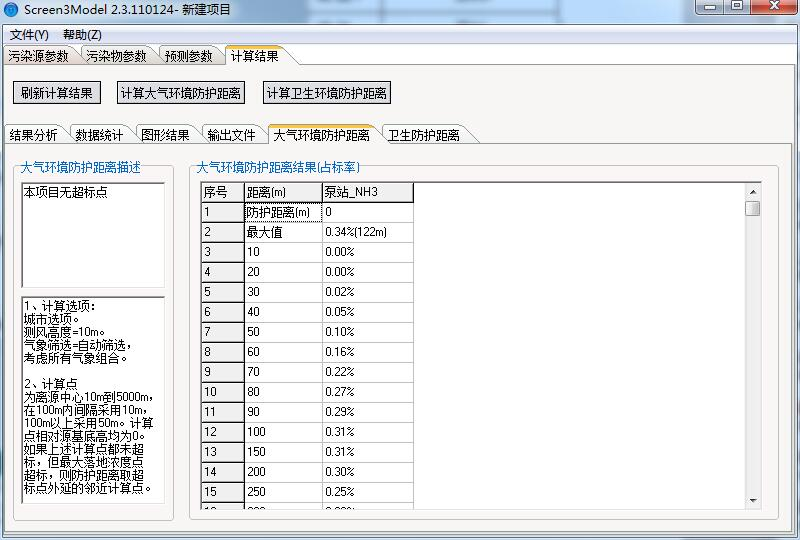 Screen3Model 2.3.110124- 新建项目
文件(Y) 帮助(Z)
污染源参数 污染物参数 预测参数 计算结果
刷新计算结果 计算大气环境防护距离 计算卫生环境防护距离
结果分析 数据统计 图形结果 输出文件 大气环境防护距离 卫生防护距离
大气环境防护距离描述
本项目无超标点
1、计算选项：
城市选项。
测风高度=10m。
气象筛选=自动筛选，
考虑所有气象组合。
2、计算点
为离源中心10m到5000m，
在100m内间隔采用10m，
100m以上采用50m。计算
点相对源基底高均为0。
如果上述计算点都未超
标，但最大落地浓度点
超标，则防护距离取超
标点外延的邻近计算点。
大气环境防护距离结果(占标率)
序号 距离(m) 泵站_NH3
1 防护距离(m) 0
2 最大值 0.34%(122m)
3 10 0.00%
4 20 0.00%
5 30 0.02%
6 40 0.05%
7 50 0.10%
8 60 0.16%
9 70 0.22%
10 80 0.27%
11 90 0.29%
12 100 0.31%
13 150 0.31%
14 200 0.30%
15 250 0.25%